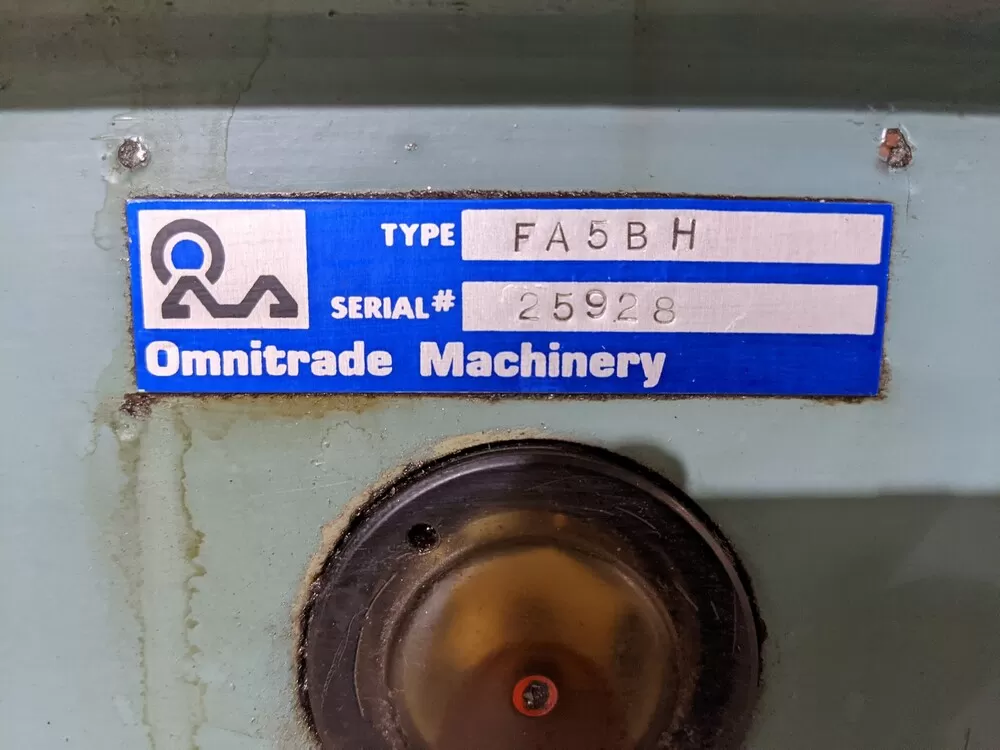 TYPE FA5BH
SERIAL# 25928
Omnitrade Machinery